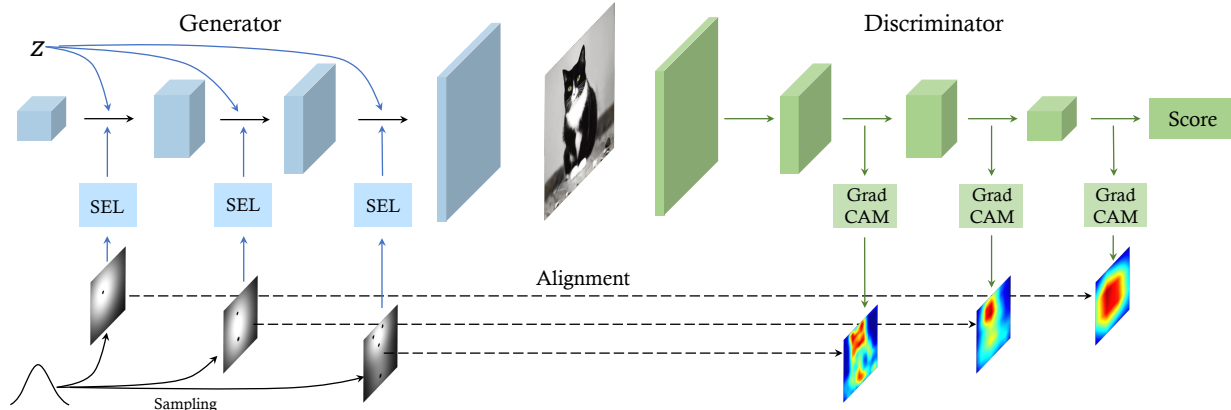 Generator
Discriminator
z
Score
SEL
SEL
SEL
Grad
CAM
Grad
CAM
Grad
CAM
Alignment
Sampling